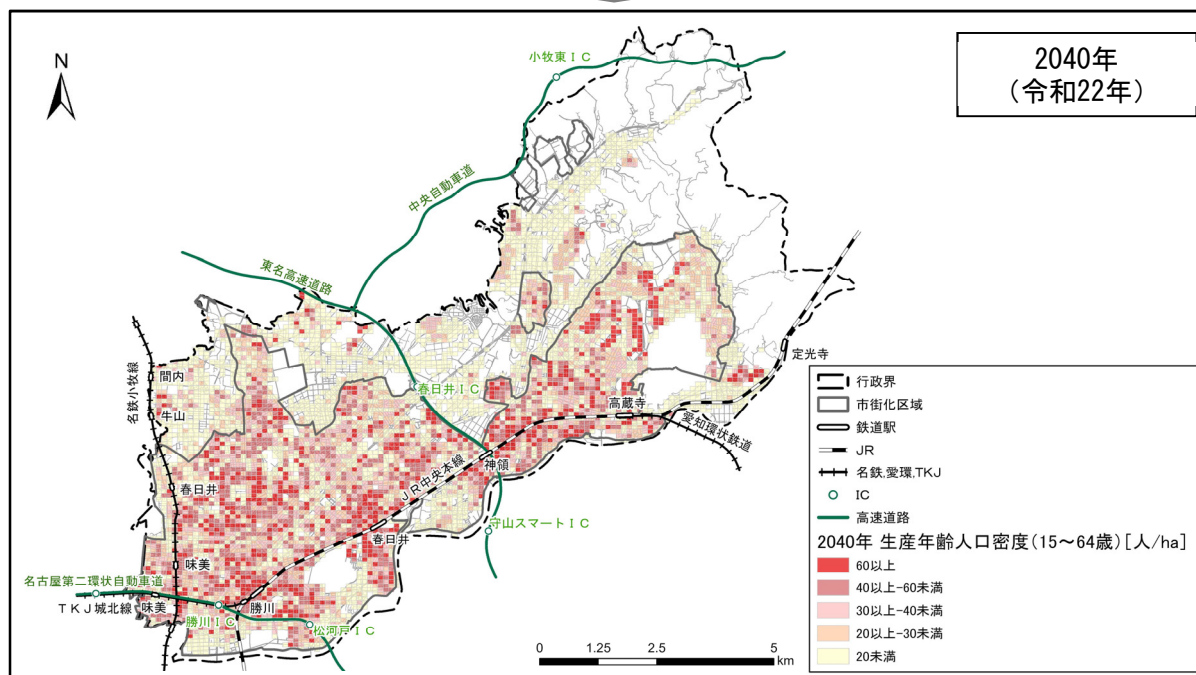 2040年
(令和22年)
N
小牧東IC
中央自動車道
東名高速道路
名鉄小牧線
間内
牛山
春日井IC
定光寺
高蔵寺
愛知環状鉄道
神領
JR中央本線
春日井
守山スマートIC
春日井
味美
名古屋第二環状自動車道
TKJ城北線
味美
勝川
勝川IC
松河戸IC
0 1.25 2.5 5
km
行政界
市街化区域
鉄道駅
JR
名鉄,愛環,TKJ
IC
高速道路
2040年 生産年齢人口密度(15~64歳)[人/ha]
60以上
40以上-60未満
30以上-40未満
20以上-30未満
20未満